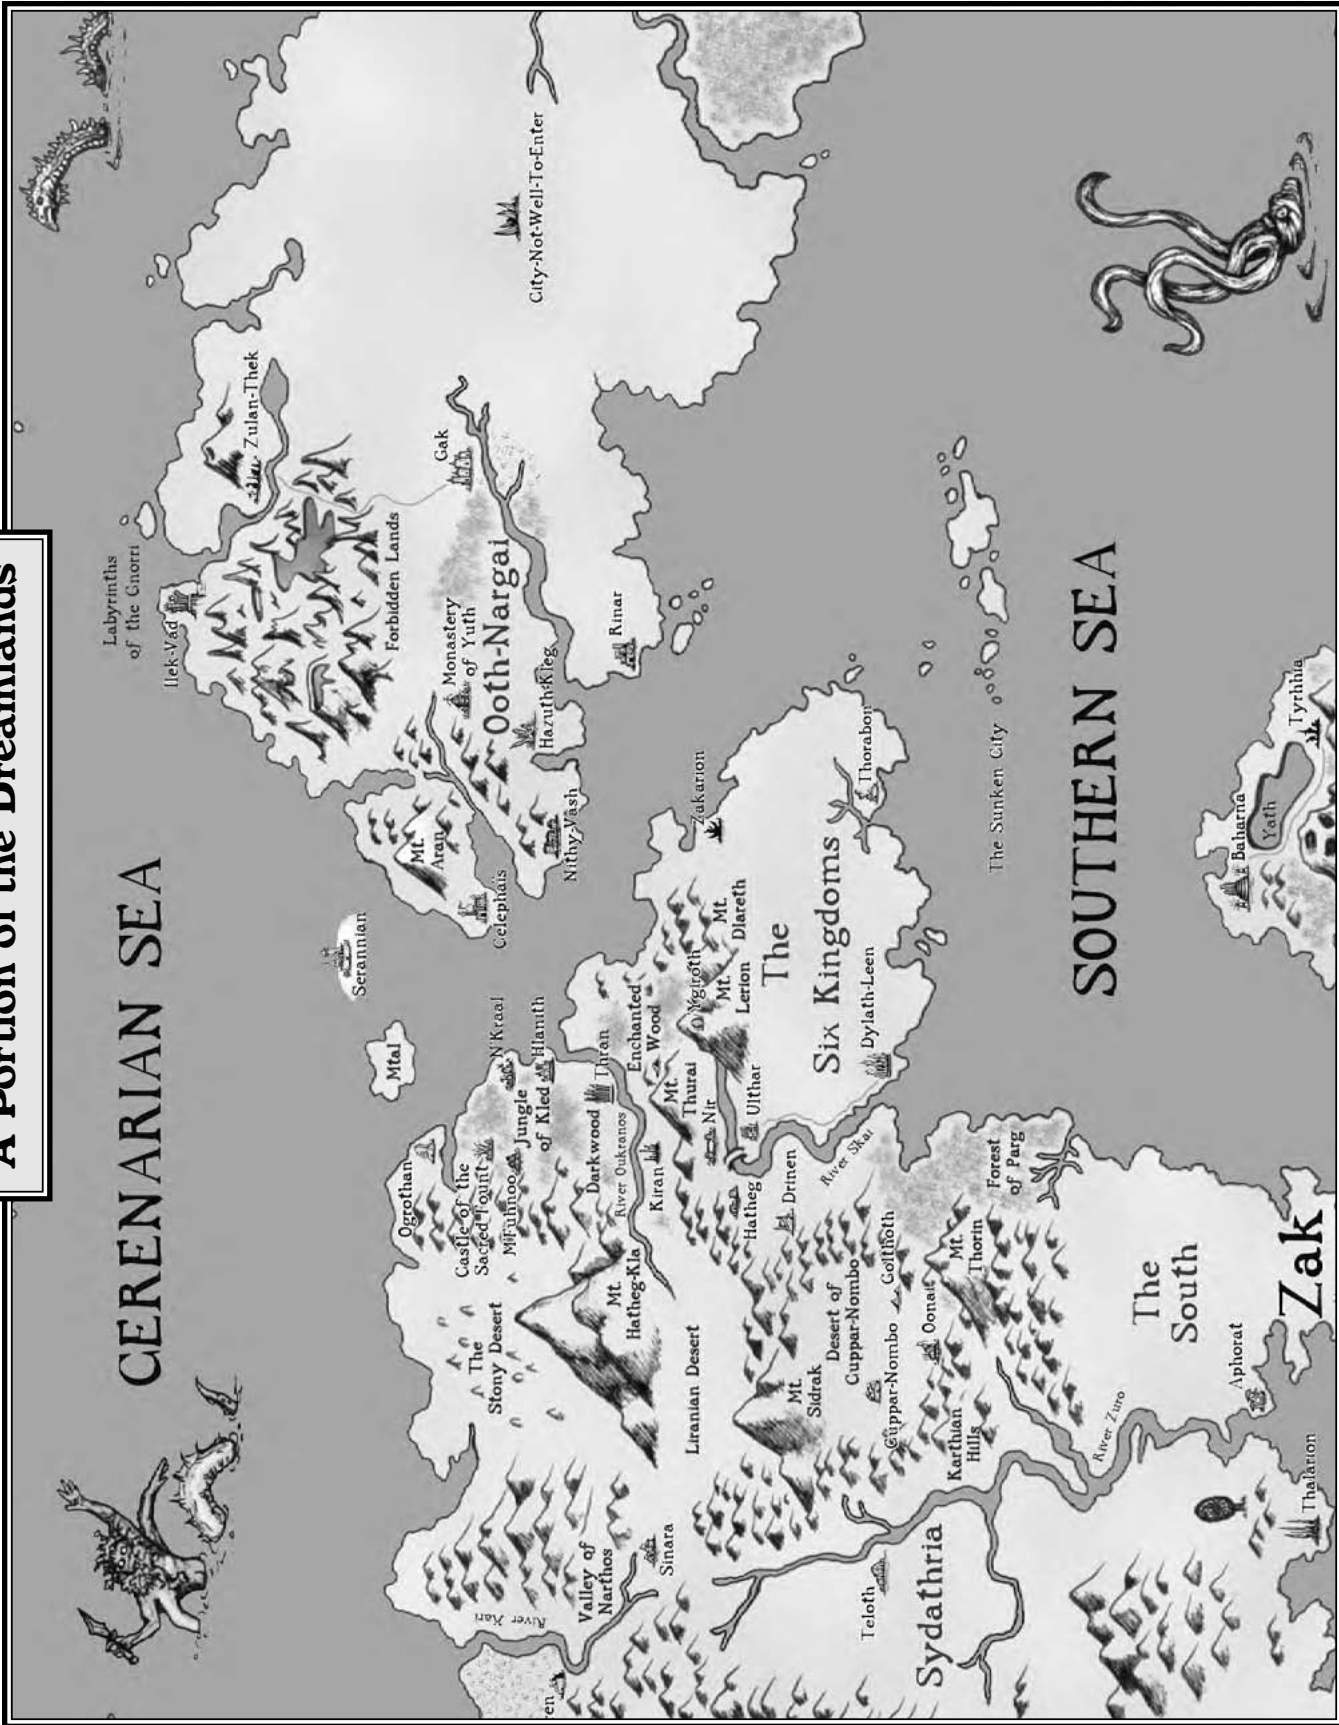 A Portion of the Dreamlands
CERENARIAN SEA
Labyrinths
of the Gnorri
Ilek-Vad
Zulan-Thek
Serannian
Mtal
Forbidden Lands
Ogrothan
Mt.
Aran
Gak
Monastery
of Yuth
Castle of the
Sacred Fount
The
Stony Desert
River Xari
N'Kraal
Celephais
Ooth-Nargai
M'Fuhnoo
Jungle
of Kled
Hlanith
City-Not-Well-To-Enter
Hazuth-Kleg
Nithy-Vash
Valley of
Narthos
Darkwood
Thran
River Oukranos
Mt.
Hatheg-Kla
Rinar
Enchanted
Wood
Kiran
Sinara
Liranian Desert
Mt.
Thurai
Nir
Ygiroth
Zakarion
Mt.
Lerion
Mt.
Diareth
Ulthar
Hatheg
The
Six Kingdoms
Drinen
Mt.
Sidrak
River Skai
Desert of
Cuppar-Nombo
Thorabon
Dylath-Leen
Teloth
Golthoth
Cuppar-Nombo
Oonai
Sydathria
Karthian
Hills
Mt.
Thorin
Forest
of Parg
The Sunken City
SOUTHERN SEA
River Zuro
The
South
Baharna
Yath
Aphorat
Tyrhhia
Zak
Thalarion